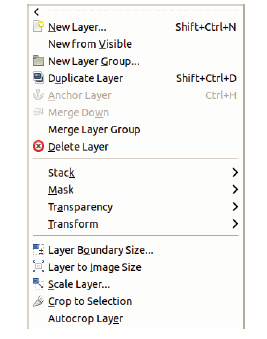 New Layer... Shift+Ctrl+N
New from Visible
New Layer Group...
Duplicate Layer Shift+Ctrl+D
Anchor Layer Ctrl+H
Merge Down
Merge Layer Group
Delete Layer
Stack
Mask
Transparency
Transform
Layer Boundary Size...
Layer to Image Size
Scale Layer...
Crop to Selection
Autocrop Layer